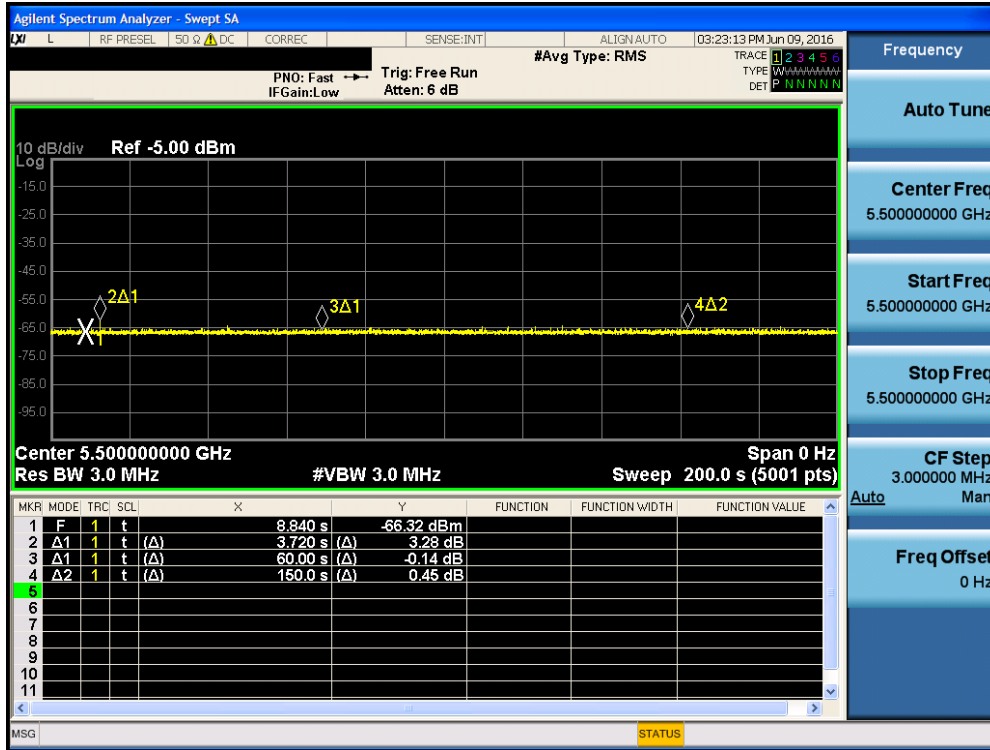 Agilent Spectrum Analyzer - Swept SA
LXI L RF PRESEL 50 Ω DC CORREC SENSE:INT ALIGN AUTO 03:23:13 PM Jun 09, 2016
#Avg Type: RMS
TRACE 1 2 3 4 5 6
TYPE WWWWWW
DET P N N N N N
PNO: Fast Trig: Free Run
IFGain:Low Atten: 6 dB
10 dB/div Ref -5.00 dBm
Log
-15.0
-25.0
-35.0
-45.0
-55.0
-65.0
-75.0
-85.0
-95.0
2Δ1
3Δ1
4Δ2
1
Center 5.500000000 GHz Span 0 Hz
Res BW 3.0 MHz #VBW 3.0 MHz Sweep 200.0 s (5001 pts)
MKR MODE TRC SCL X Y FUNCTION FUNCTION WIDTH FUNCTION VALUE
1 F 1 t 8.840 s -66.32 dBm
2 Δ1 1 t (Δ) 3.720 s (Δ) 3.28 dB
3 Δ1 1 t (Δ) 60.00 s (Δ) -0.14 dB
4 Δ2 1 t (Δ) 150.0 s (Δ) 0.45 dB
5
6
7
8
9
10
11
MSG STATUS
Frequency
Auto Tune
Center Freq
5.500000000 GHz
Start Freq
5.500000000 GHz
Stop Freq
5.500000000 GHz
CF Step
3.000000 MHz
Auto Man
Freq Offset
0 Hz